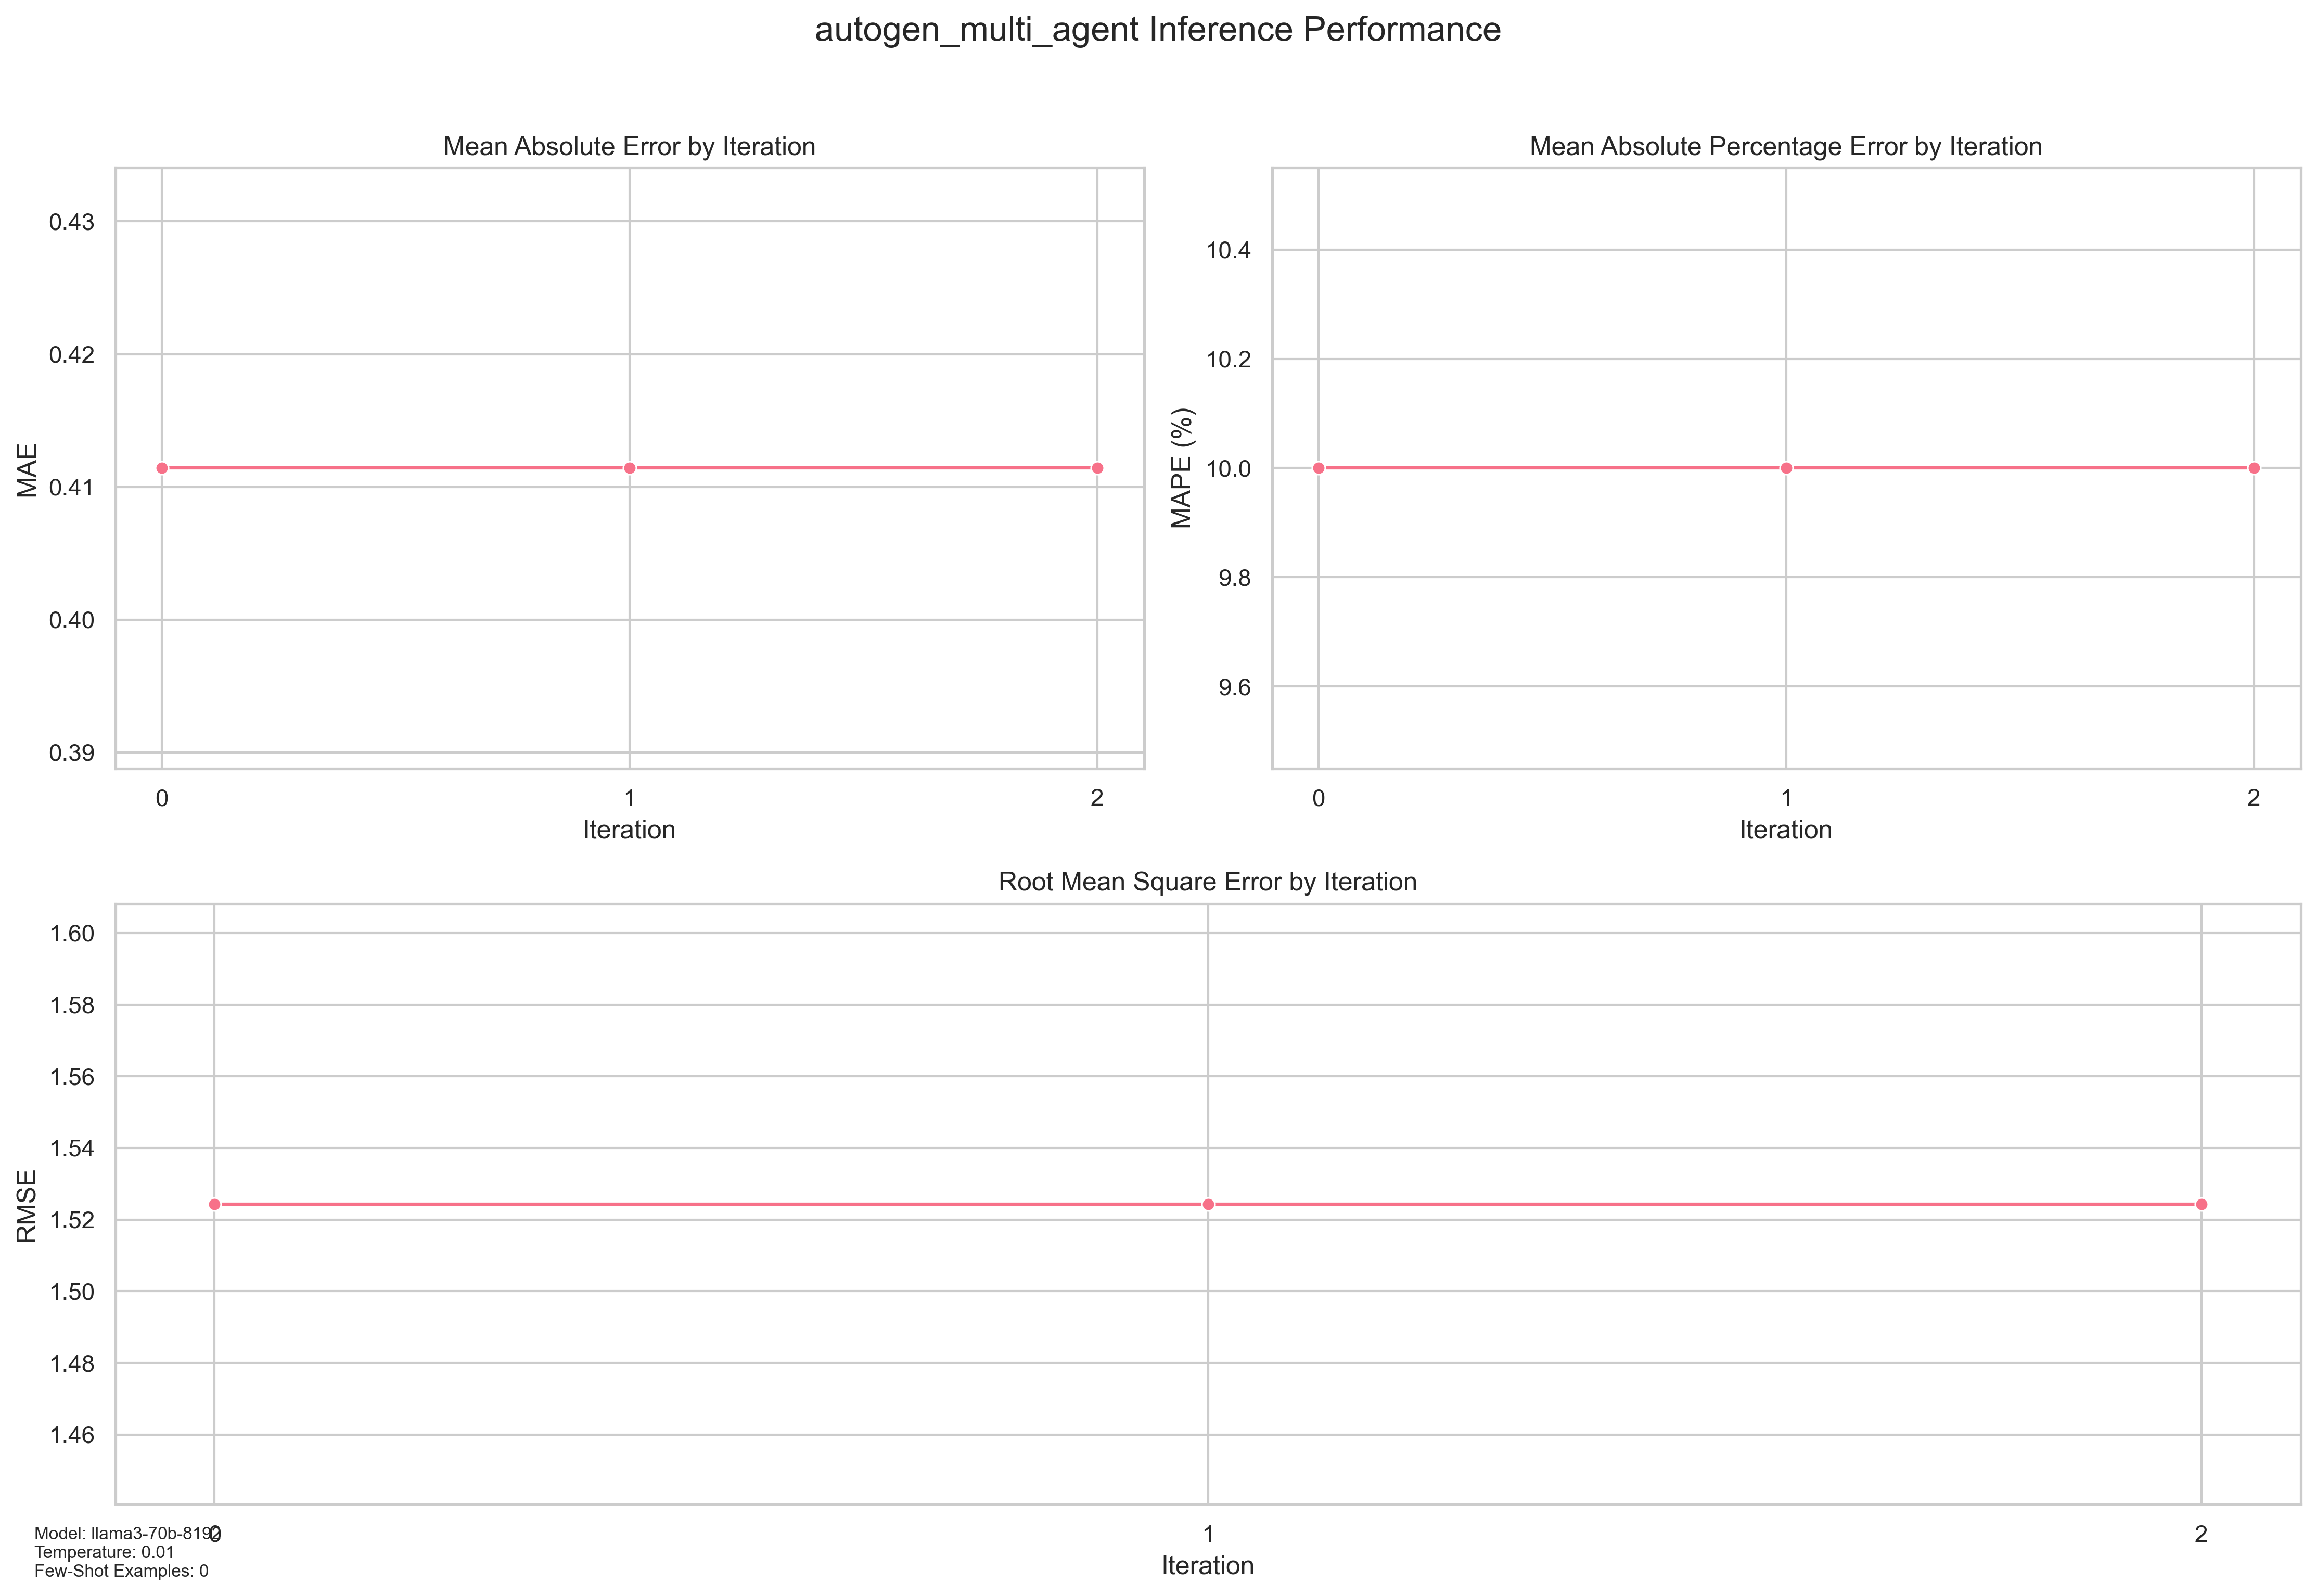 autogen_multi_agent Inference Performance
Mean Absolute Error by Iteration
MAE
0.43
0.42
0.41
0.40
0.39
0 1 2
Iteration
Mean Absolute Percentage Error by Iteration
MAPE (%)
10.4
10.2
10.0
9.8
9.6
0 1 2
Iteration
Root Mean Square Error by Iteration
RMSE
1.60
1.58
1.56
1.54
1.52
1.50
1.48
1.46
0 1 2
Iteration
Model: llama3-70b-8192
Temperature: 0.01
Few-Shot Examples: 0